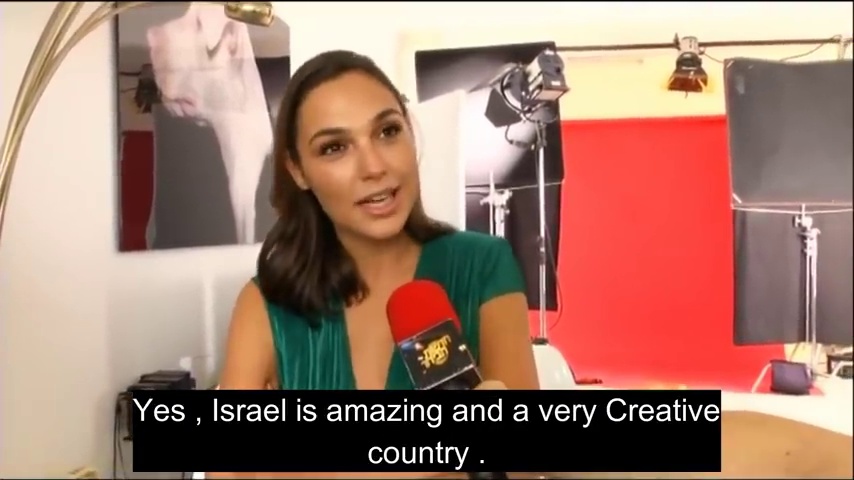 Yes , Israel is amazing and a very Creative
country .